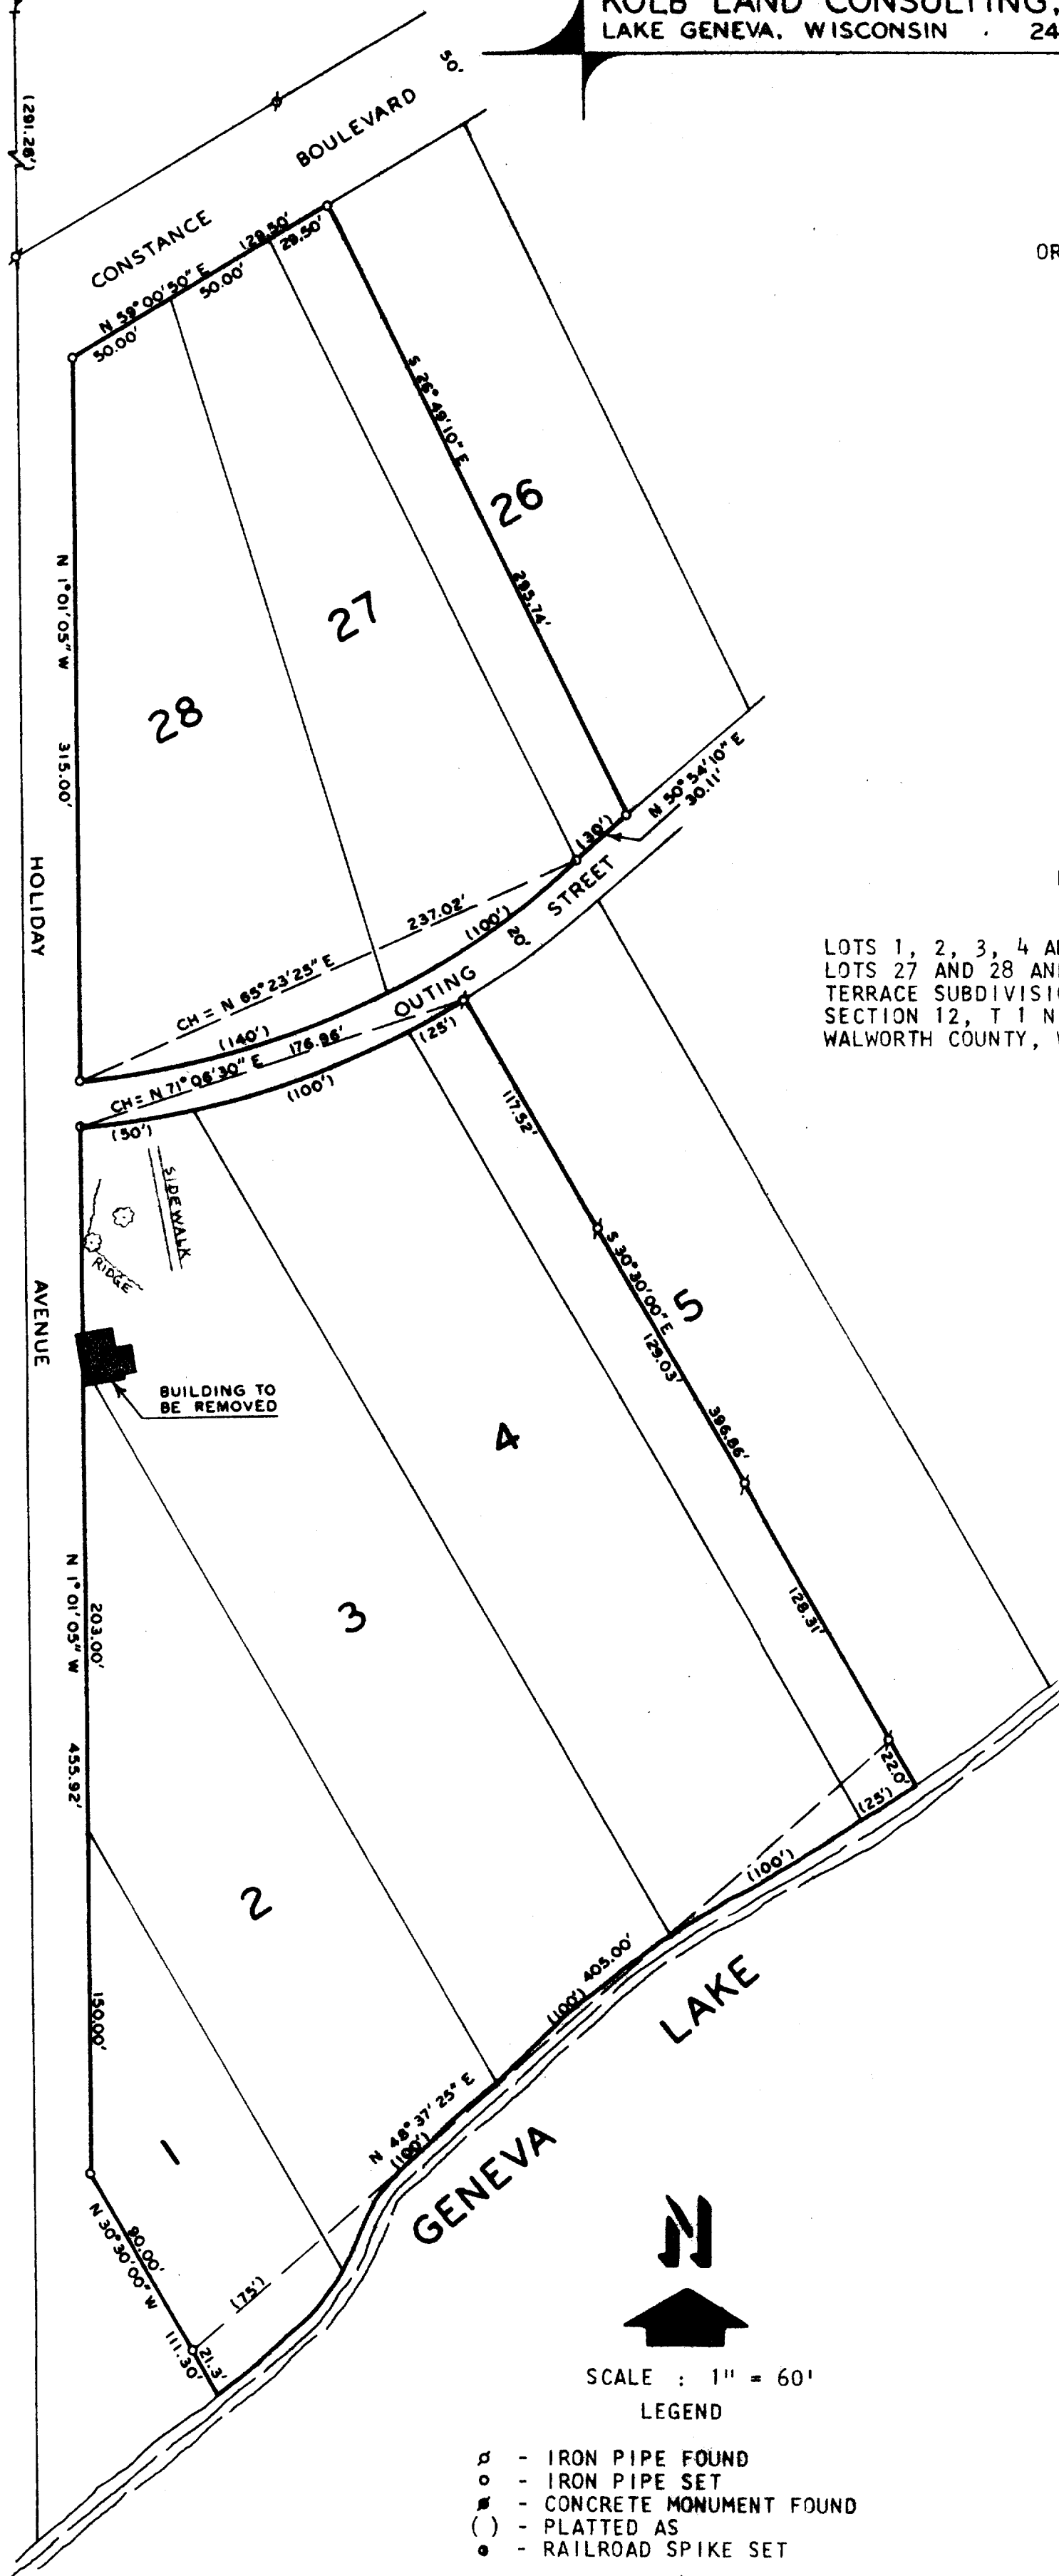 KOLB LAND CONSULTING,
LAKE GENEVA, WISCONSIN · 24
(291.26')
50'
CONSTANCE BOULEVARD
N 59° 00' 50" E
(129.50')
50.00'
50.00'
29.50'
OR
S 26° 49' 10" E
295.74'
26
27
28
N 1° 01' 05" W
315.00'
HOLIDAY
N 50° 54' 10" E
30.11'
(30')
237.02'
(100')
20'
OUTING STREET
CH = N 65° 23' 25" E
(140')
176.96'
CH = N 71° 06' 30" E
(25')
(100')
(50')
LOTS 1, 2, 3, 4 A
LOTS 27 AND 28 AN
TERRACE SUBDIVISI
SECTION 12, T 1 N
WALWORTH COUNTY,
SIDEWALK
RIDGE
117.52'
S 30° 30' 00" E
5
129.03'
396.86'
AVENUE
BUILDING TO
BE REMOVED
4
3
N 1° 01' 05" W
203.00'
455.92'
128.31'
22.0'
(25')
(100')
2
150.00'
405.00'
(100')
N 48° 37' 25" E
(100')
GENEVA LAKE
1
90.00'
N 30° 30' 00" W
111.30'
21.3'
(75')
N
SCALE : 1" = 60'
LEGEND
- IRON PIPE FOUND
- IRON PIPE SET
- CONCRETE MONUMENT FOUND
( ) - PLATTED AS
- RAILROAD SPIKE SET